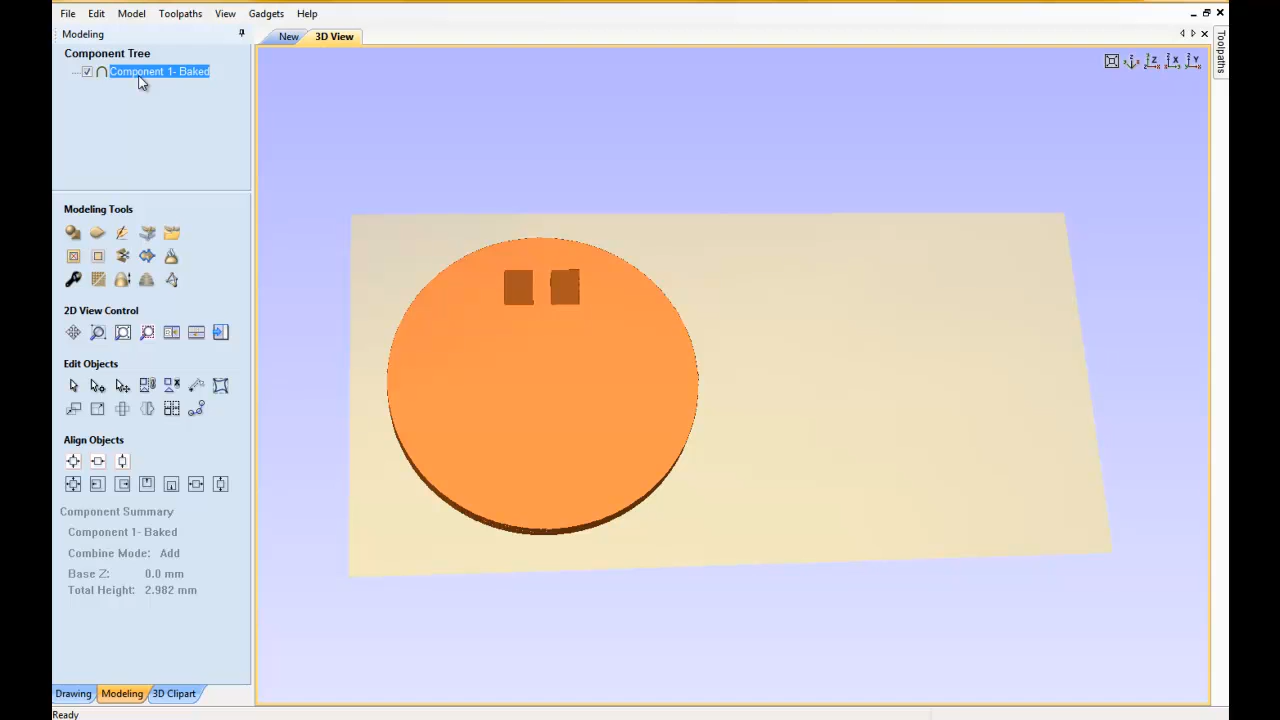 File Edit Model Toolpaths View Gadgets Help
Modeling
New 3D View
Component Tree
Component 1- Baked
Toolpaths
Z X Y
Modeling Tools
2D View Control
Edit Objects
Align Objects
Component Summary
Component 1- Baked
Combine Mode: Add
Base Z: 0.0 mm
Total Height: 2.982 mm
Drawing Modeling 3D Clipart
Ready